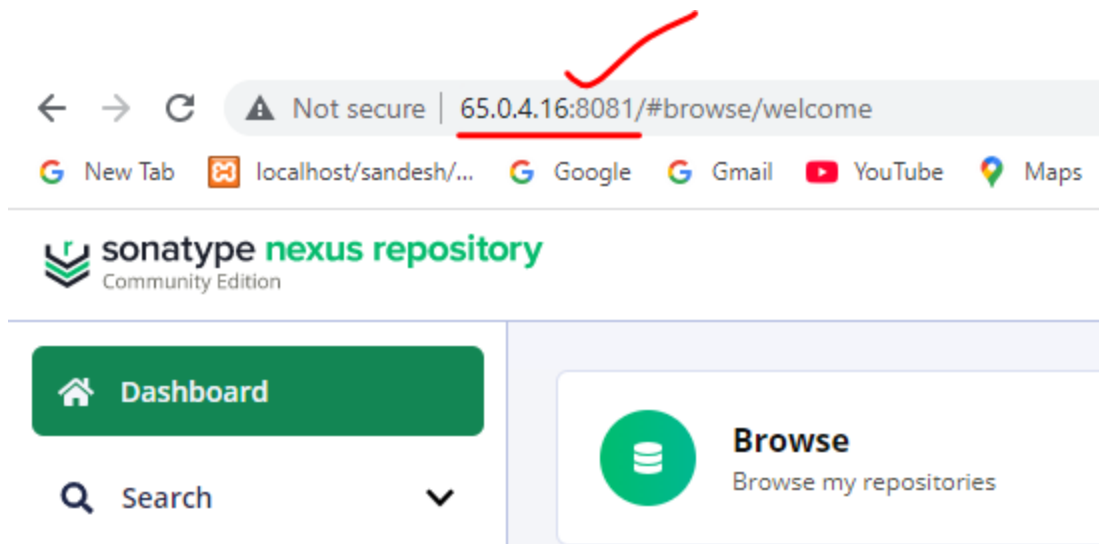 Not secure | 65.0.4.16:8081/#browse/welcome
New Tab localhost/sandesh/... Google Gmail YouTube Maps
sonatype nexus repository
Community Edition
Dashboard
Browse
Browse my repositories
Search